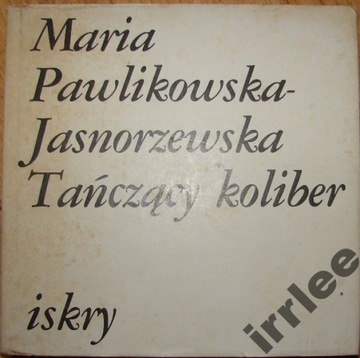 Maria
Pawlikowska-
Jasnorzewska
Tańczący koliber
iskry
irrlee